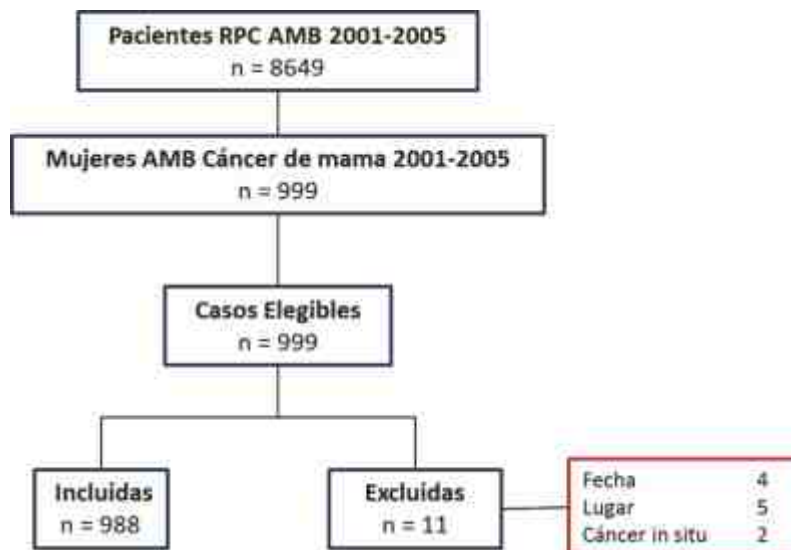 Pacientes RPC AMB 2001-2005
n = 8649
Mujeres AMB Cáncer de mama 2001-2005
n = 999
Casos Elegibles
n = 999
Incluidas
n = 988
Excluidas
n = 11
Fecha 4
Lugar 5
Cáncer in situ 2